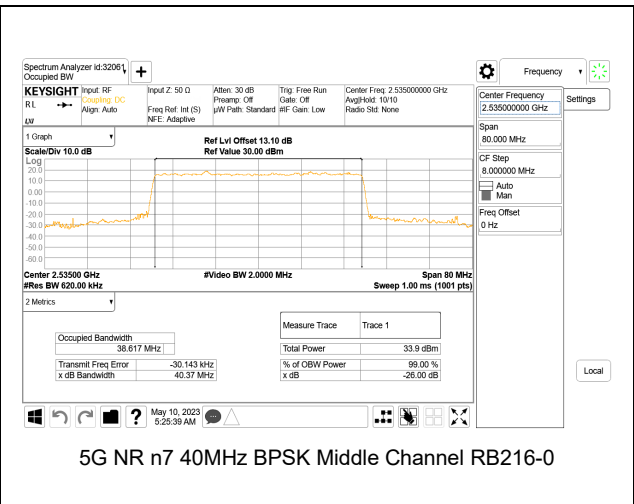 Spectrum Analyzer id:32061
Occupied BW
KEYSIGHT Input: RF Input Z: 50 Ω Atten: 30 dB Trig: Free Run Center Freq: 2.535000000 GHz
RL Coupling: DC Preamp: Off Gate: Off Avg|Hold: 10/10
Align: Auto Freq Ref: Int (S) µW Path: Standard #IF Gain: Low Radio Std: None
LXI NFE: Adaptive
1 Graph
Ref Lvl Offset 13.10 dB
Scale/Div 10.0 dB Ref Value 30.00 dBm
Log
20.0
10.0
0.00
-10.0
-20.0
-30.0
-40.0
-50.0
-60.0
Center 2.53500 GHz #Video BW 2.0000 MHz Span 80 MHz
#Res BW 620.00 kHz Sweep 1.00 ms (1001 pts)
2 Metrics
Measure Trace Trace 1
Occupied Bandwidth
38.617 MHz Total Power 33.9 dBm
Transmit Freq Error -30.143 kHz % of OBW Power 99.00 %
x dB Bandwidth 40.37 MHz x dB -26.00 dB
May 10, 2023
5:25:39 AM
Frequency
Center Frequency
2.535000000 GHz
Settings
Span
80.000 MHz
CF Step
8.000000 MHz
Auto
Man
Freq Offset
0 Hz
Local
5G NR n7 40MHz BPSK Middle Channel RB216-0